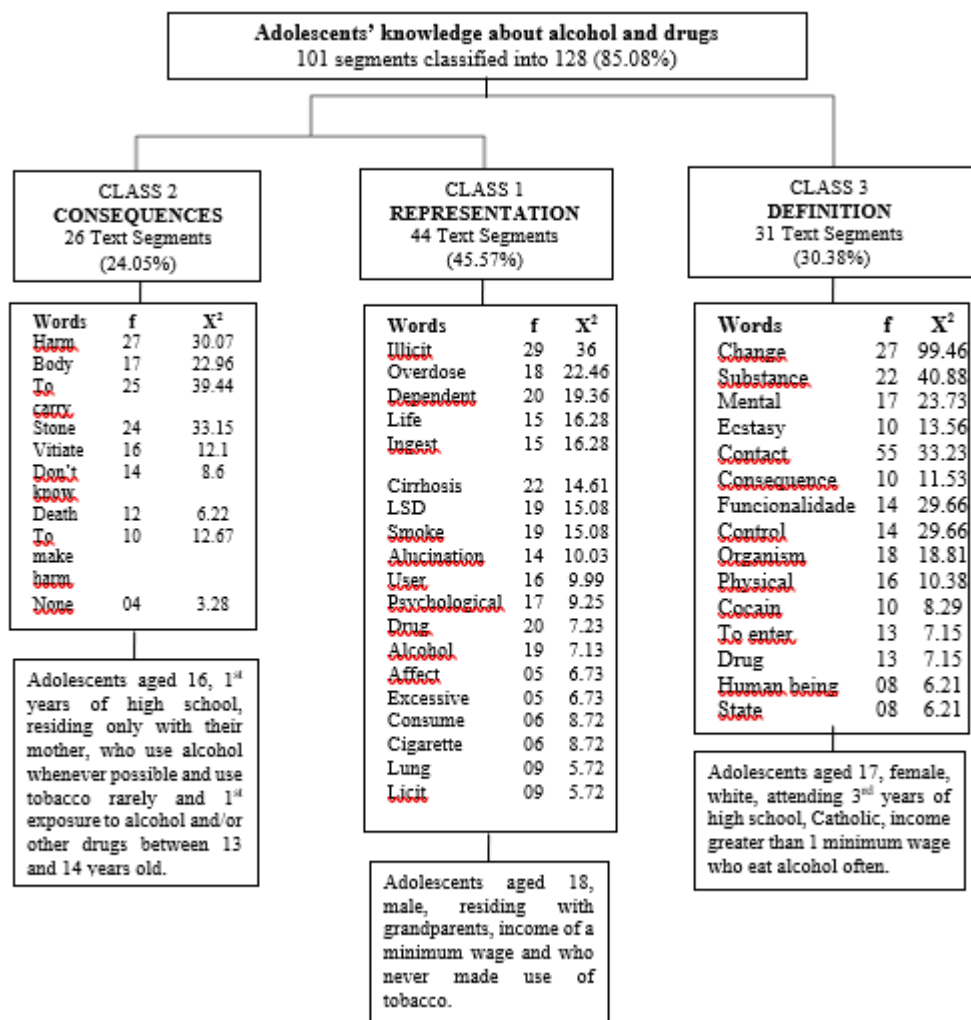 Adolescents’ knowledge about alcohol and drugs
101 segments classified into 128 (85.08%)
CLASS 2
CONSEQUENCES
26 Text Segments
(24.05%)
Words f X²
Harm 27 30.07
Body 17 22.96
To 25 39.44
carry
Stone 24 33.15
Vitiate 16 12.1
Don’t 14 8.6
know
Death 12 6.22
To 10 12.67
make
harm
None 04 3.28
Adolescents aged 16, 1st
years of high school,
residing only with their
mother, who use alcohol
whenever possible and use
tobacco rarely and 1st
exposure to alcohol and/or
other drugs between 13
and 14 years old.
CLASS 1
REPRESENTATION
44 Text Segments
(45.57%)
Words f X²
Illicit 29 36
Overdose 18 22.46
Dependent 20 19.36
Life 15 16.28
Ingest 15 16.28
Cirrhosis 22 14.61
LSD 19 15.08
Smoke 19 15.08
Alucination 14 10.03
User 16 9.99
Psychological 17 9.25
Drug 20 7.23
Alcohol 19 7.13
Affect 05 6.73
Excessive 05 6.73
Consume 06 8.72
Cigarette 06 8.72
Lung 09 5.72
Licit 09 5.72
Adolescents aged 18,
male, residing with
grandparents, income of a
minimum wage and who
never made use of
tobacco.
CLASS 3
DEFINITION
31 Text Segments
(30.38%)
Words f X²
Change 27 99.46
Substance 22 40.88
Mental 17 23.73
Ecstasy 10 13.56
Contact 55 33.23
Consequence 10 11.53
Funcionalidade 14 29.66
Control 14 29.66
Organism 18 18.81
Physical 16 10.38
Cocain 10 8.29
To enter 13 7.15
Drug 13 7.15
Human being 08 6.21
State 08 6.21
Adolescents aged 17, female,
white, attending 3rd years of
high school, Catholic, income
greater than 1 minimum wage
who eat alcohol often.